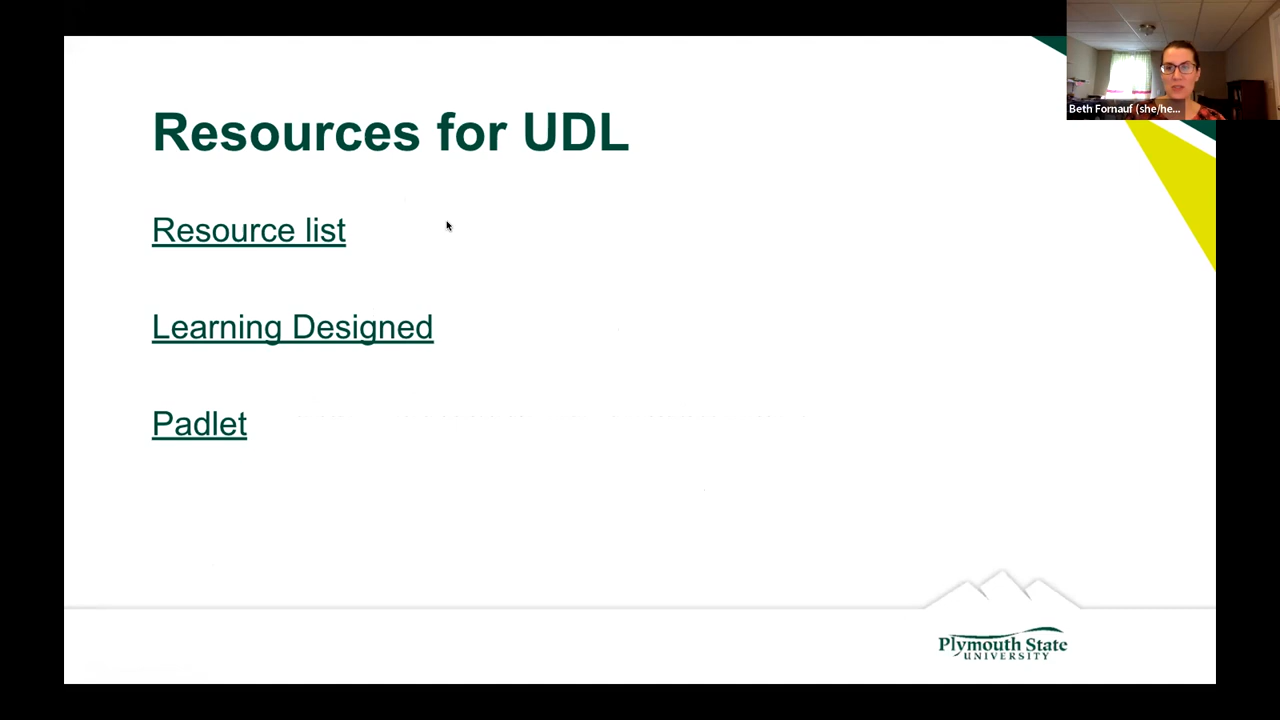 Resources for UDL
Resource list
Learning Designed
Padlet
Beth Fornauf (she/he...
Plymouth State
UNIVERSITY